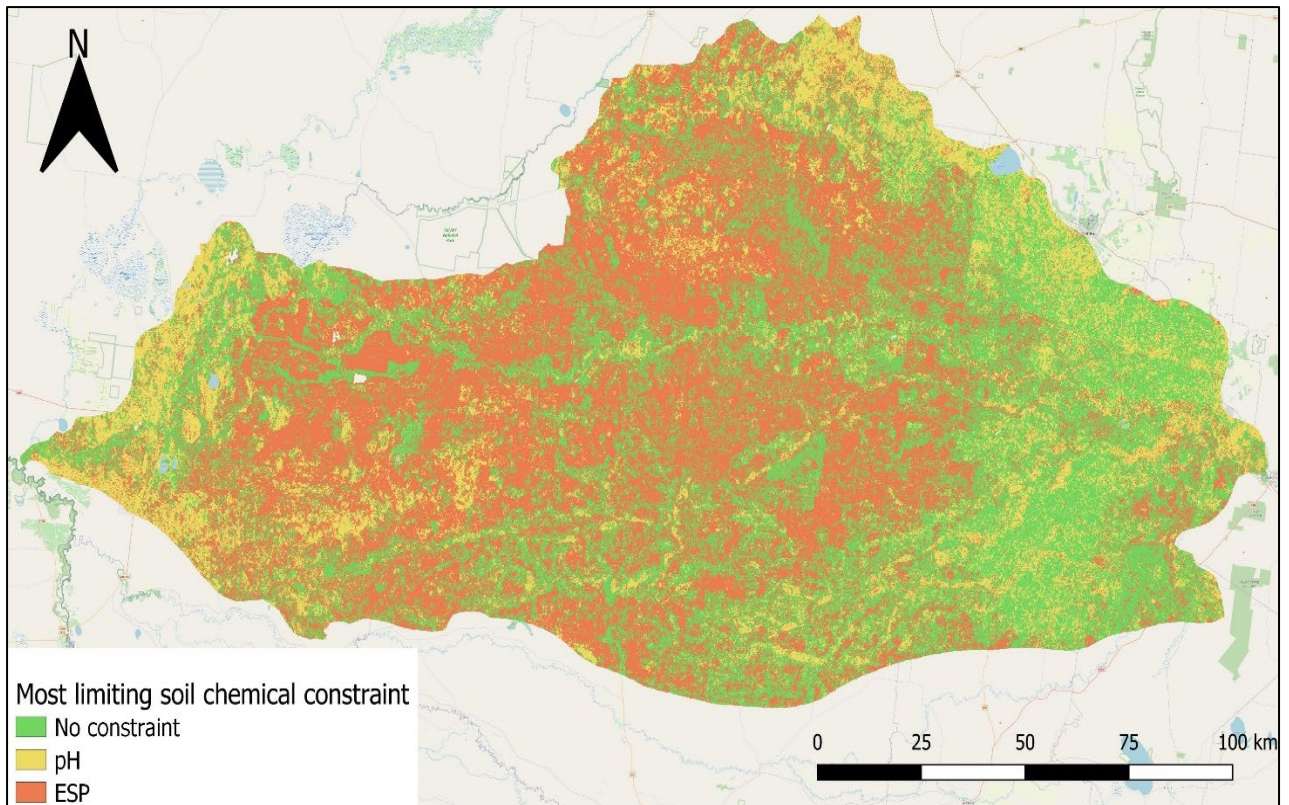 N
Most limiting soil chemical constraint
No constraint
pH
ESP
0 25 50 75 100 km